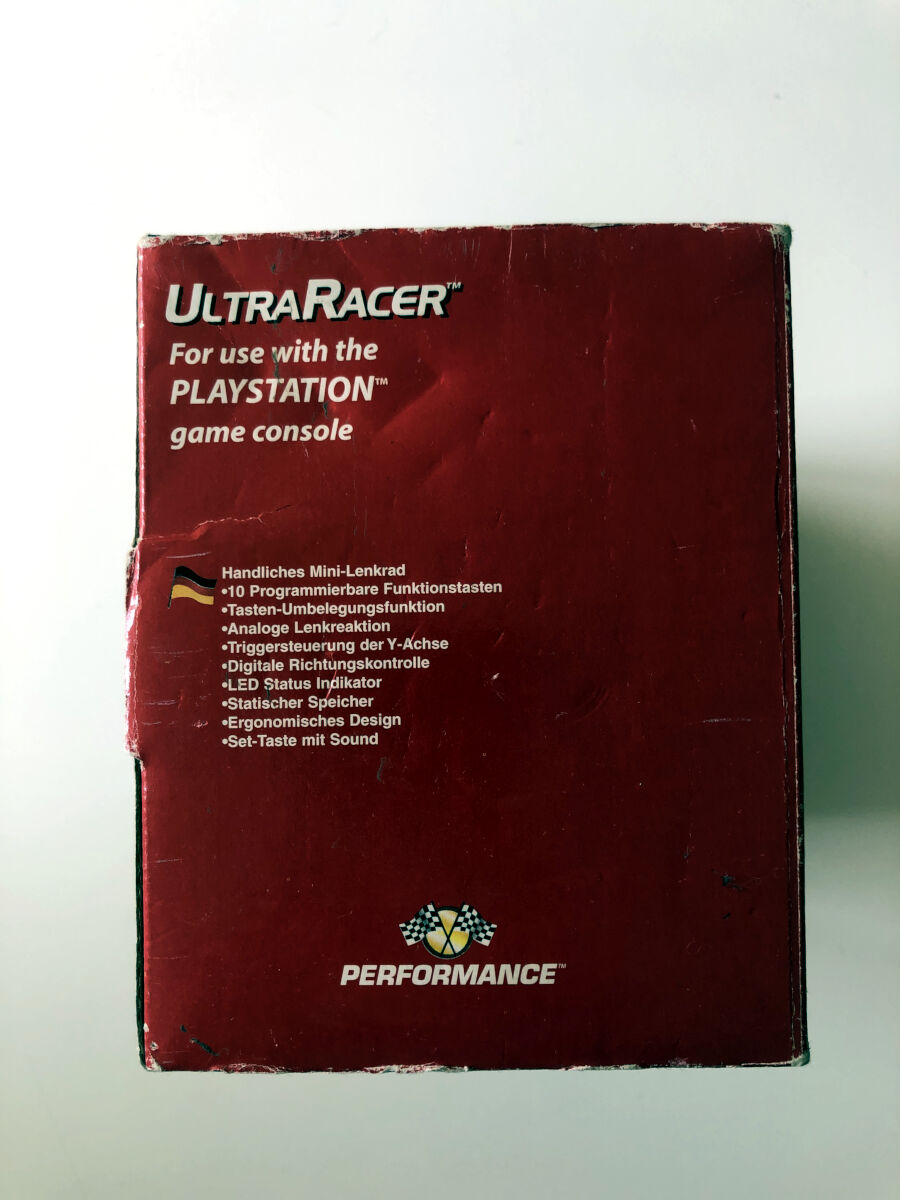 ULTRARACER™
For use with the
PLAYSTATION™
game console
Handliches Mini-Lenkrad
•10 Programmierbare Funktionstasten
•Tasten-Umbelegungsfunktion
•Analoge Lenkreaktion
•Triggersteuerung der Y-Achse
•Digitale Richtungskontrolle
•LED Status Indikator
•Statischer Speicher
•Ergonomisches Design
•Set-Taste mit Sound
PERFORMANCE™